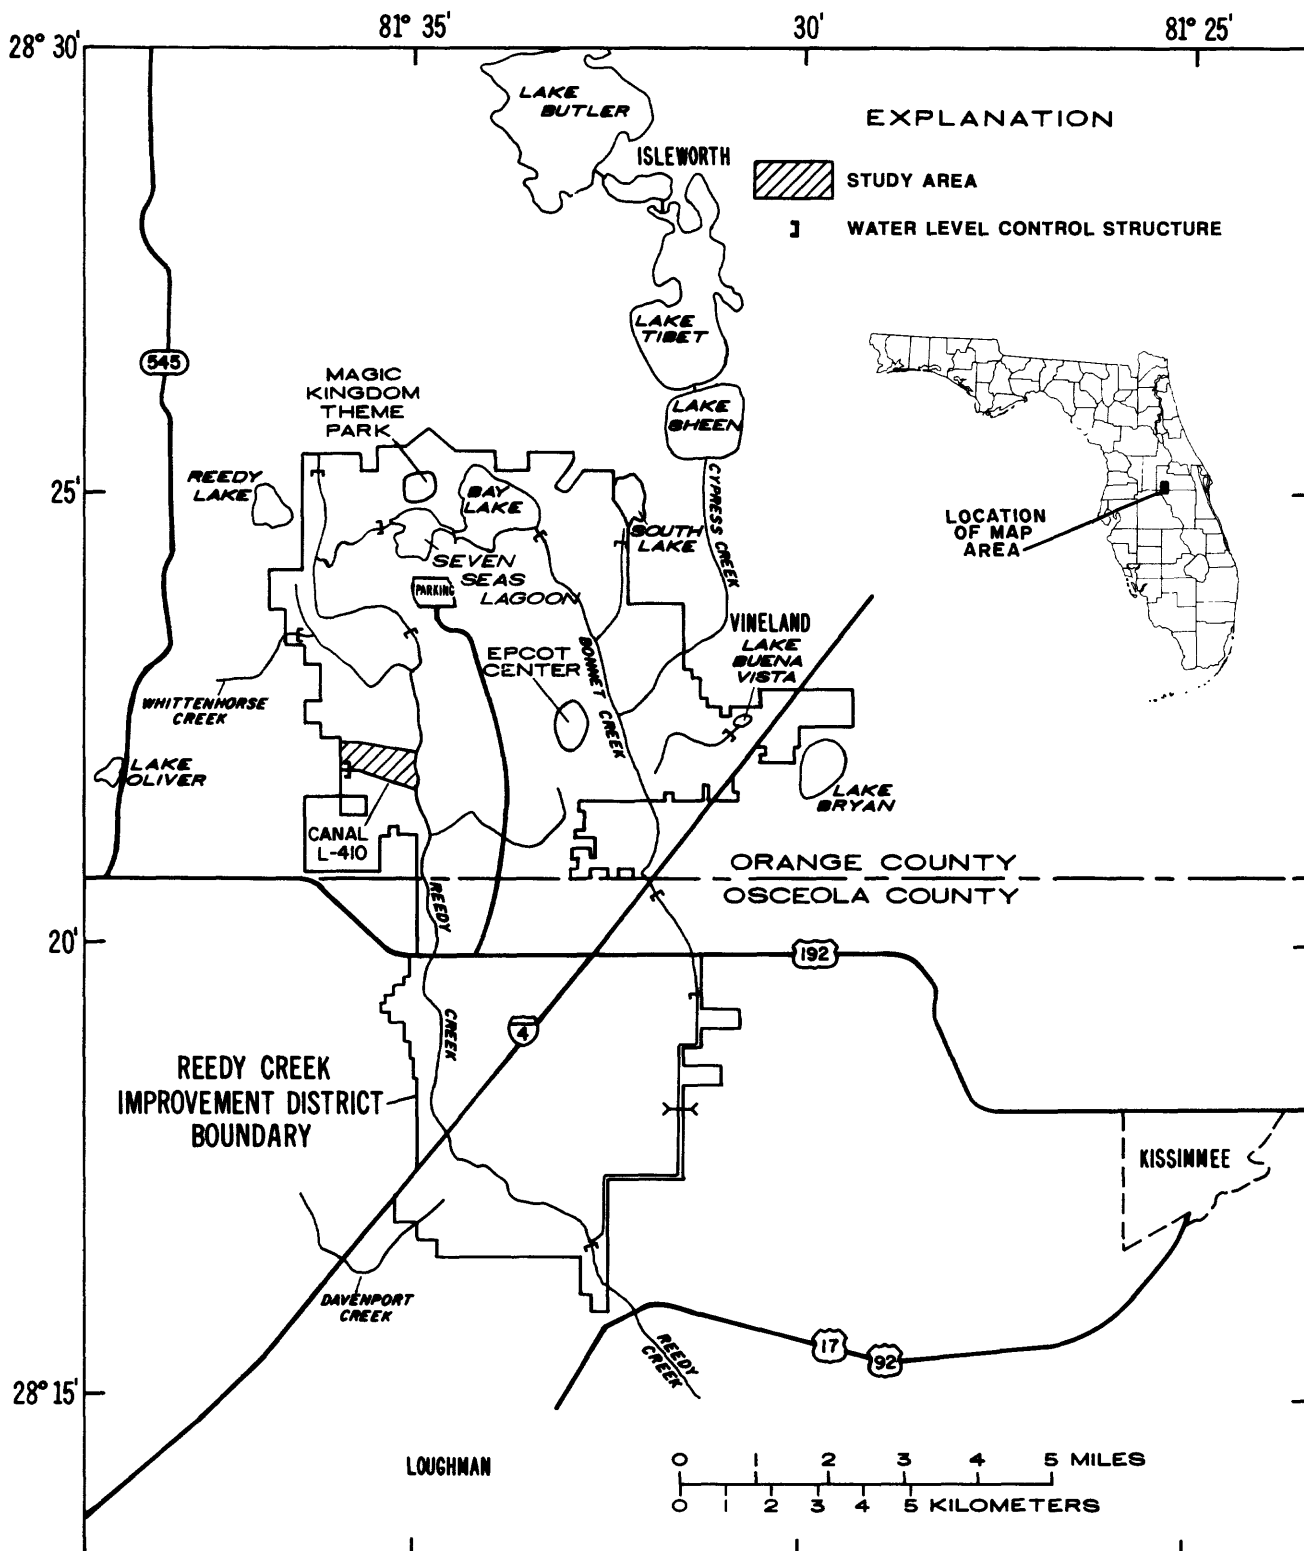 81° 35'
30'
81° 25'
28° 30'
LAKE
BUTLER
EXPLANATION
ISLEWORTH
STUDY AREA
WATER LEVEL CONTROL STRUCTURE
LAKE
TIBET
545
MAGIC
KINGDOM
THEME
PARK
LAKE
SHEEN
REEDY
LAKE
25'
BAY
LAKE
CYPRESS CREEK
SOUTH
LAKE
LOCATION
OF MAP
AREA
SEVEN
SEAS
LAGOON
PARKING
VINELAND
LAKE
BUENA
VISTA
EPCOT
CENTER
BONNET CREEK
WHITTENHORSE
CREEK
LAKE
OLIVER
LAKE
BRYAN
CANAL
L-410
ORANGE COUNTY
OSCEOLA COUNTY
REEDY
CREEK
20'
192
4
REEDY CREEK
IMPROVEMENT DISTRICT
BOUNDARY
KISSIMMEE
DAVENPORT
CREEK
17
92
REEDY
CREEK
28° 15'
LOUGHMAN
0 1 2 3 4 5 MILES
0 1 2 3 4 5 KILOMETERS